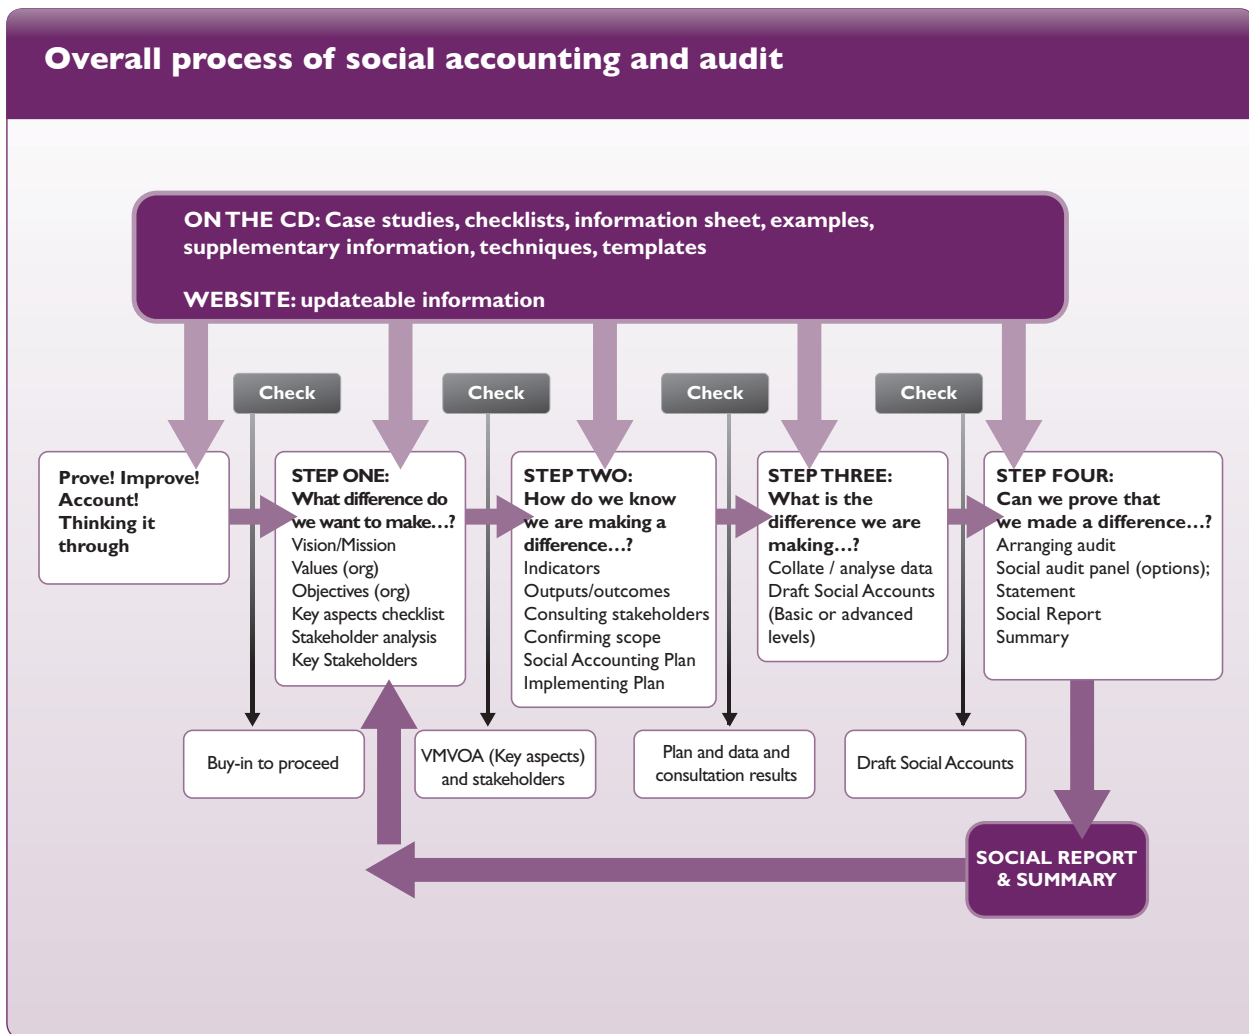 Overall process of social accounting and audit
ON THE CD: Case studies, checklists, information sheet, examples,
supplementary information, techniques, templates
WEBSITE: updateable information
Check
Check
Check
Check
Prove! Improve!
Account!
Thinking it
through
STEP ONE:
What difference do
we want to make…?
Vision/Mission
Values (org)
Objectives (org)
Key aspects checklist
Stakeholder analysis
Key Stakeholders
STEP TWO:
How do we know
we are making a
difference…?
Indicators
Outputs/outcomes
Consulting stakeholders
Confirming scope
Social Accounting Plan
Implementing Plan
STEP THREE:
What is the
difference we are
making…?
Collate / analyse data
Draft Social Accounts
(Basic or advanced
levels)
STEP FOUR:
Can we prove that
we made a difference…?
Arranging audit
Social audit panel (options);
Statement
Social Report
Summary
Buy-in to proceed
VMVOA (Key aspects)
and stakeholders
Plan and data and
consultation results
Draft Social Accounts
SOCIAL REPORT
& SUMMARY